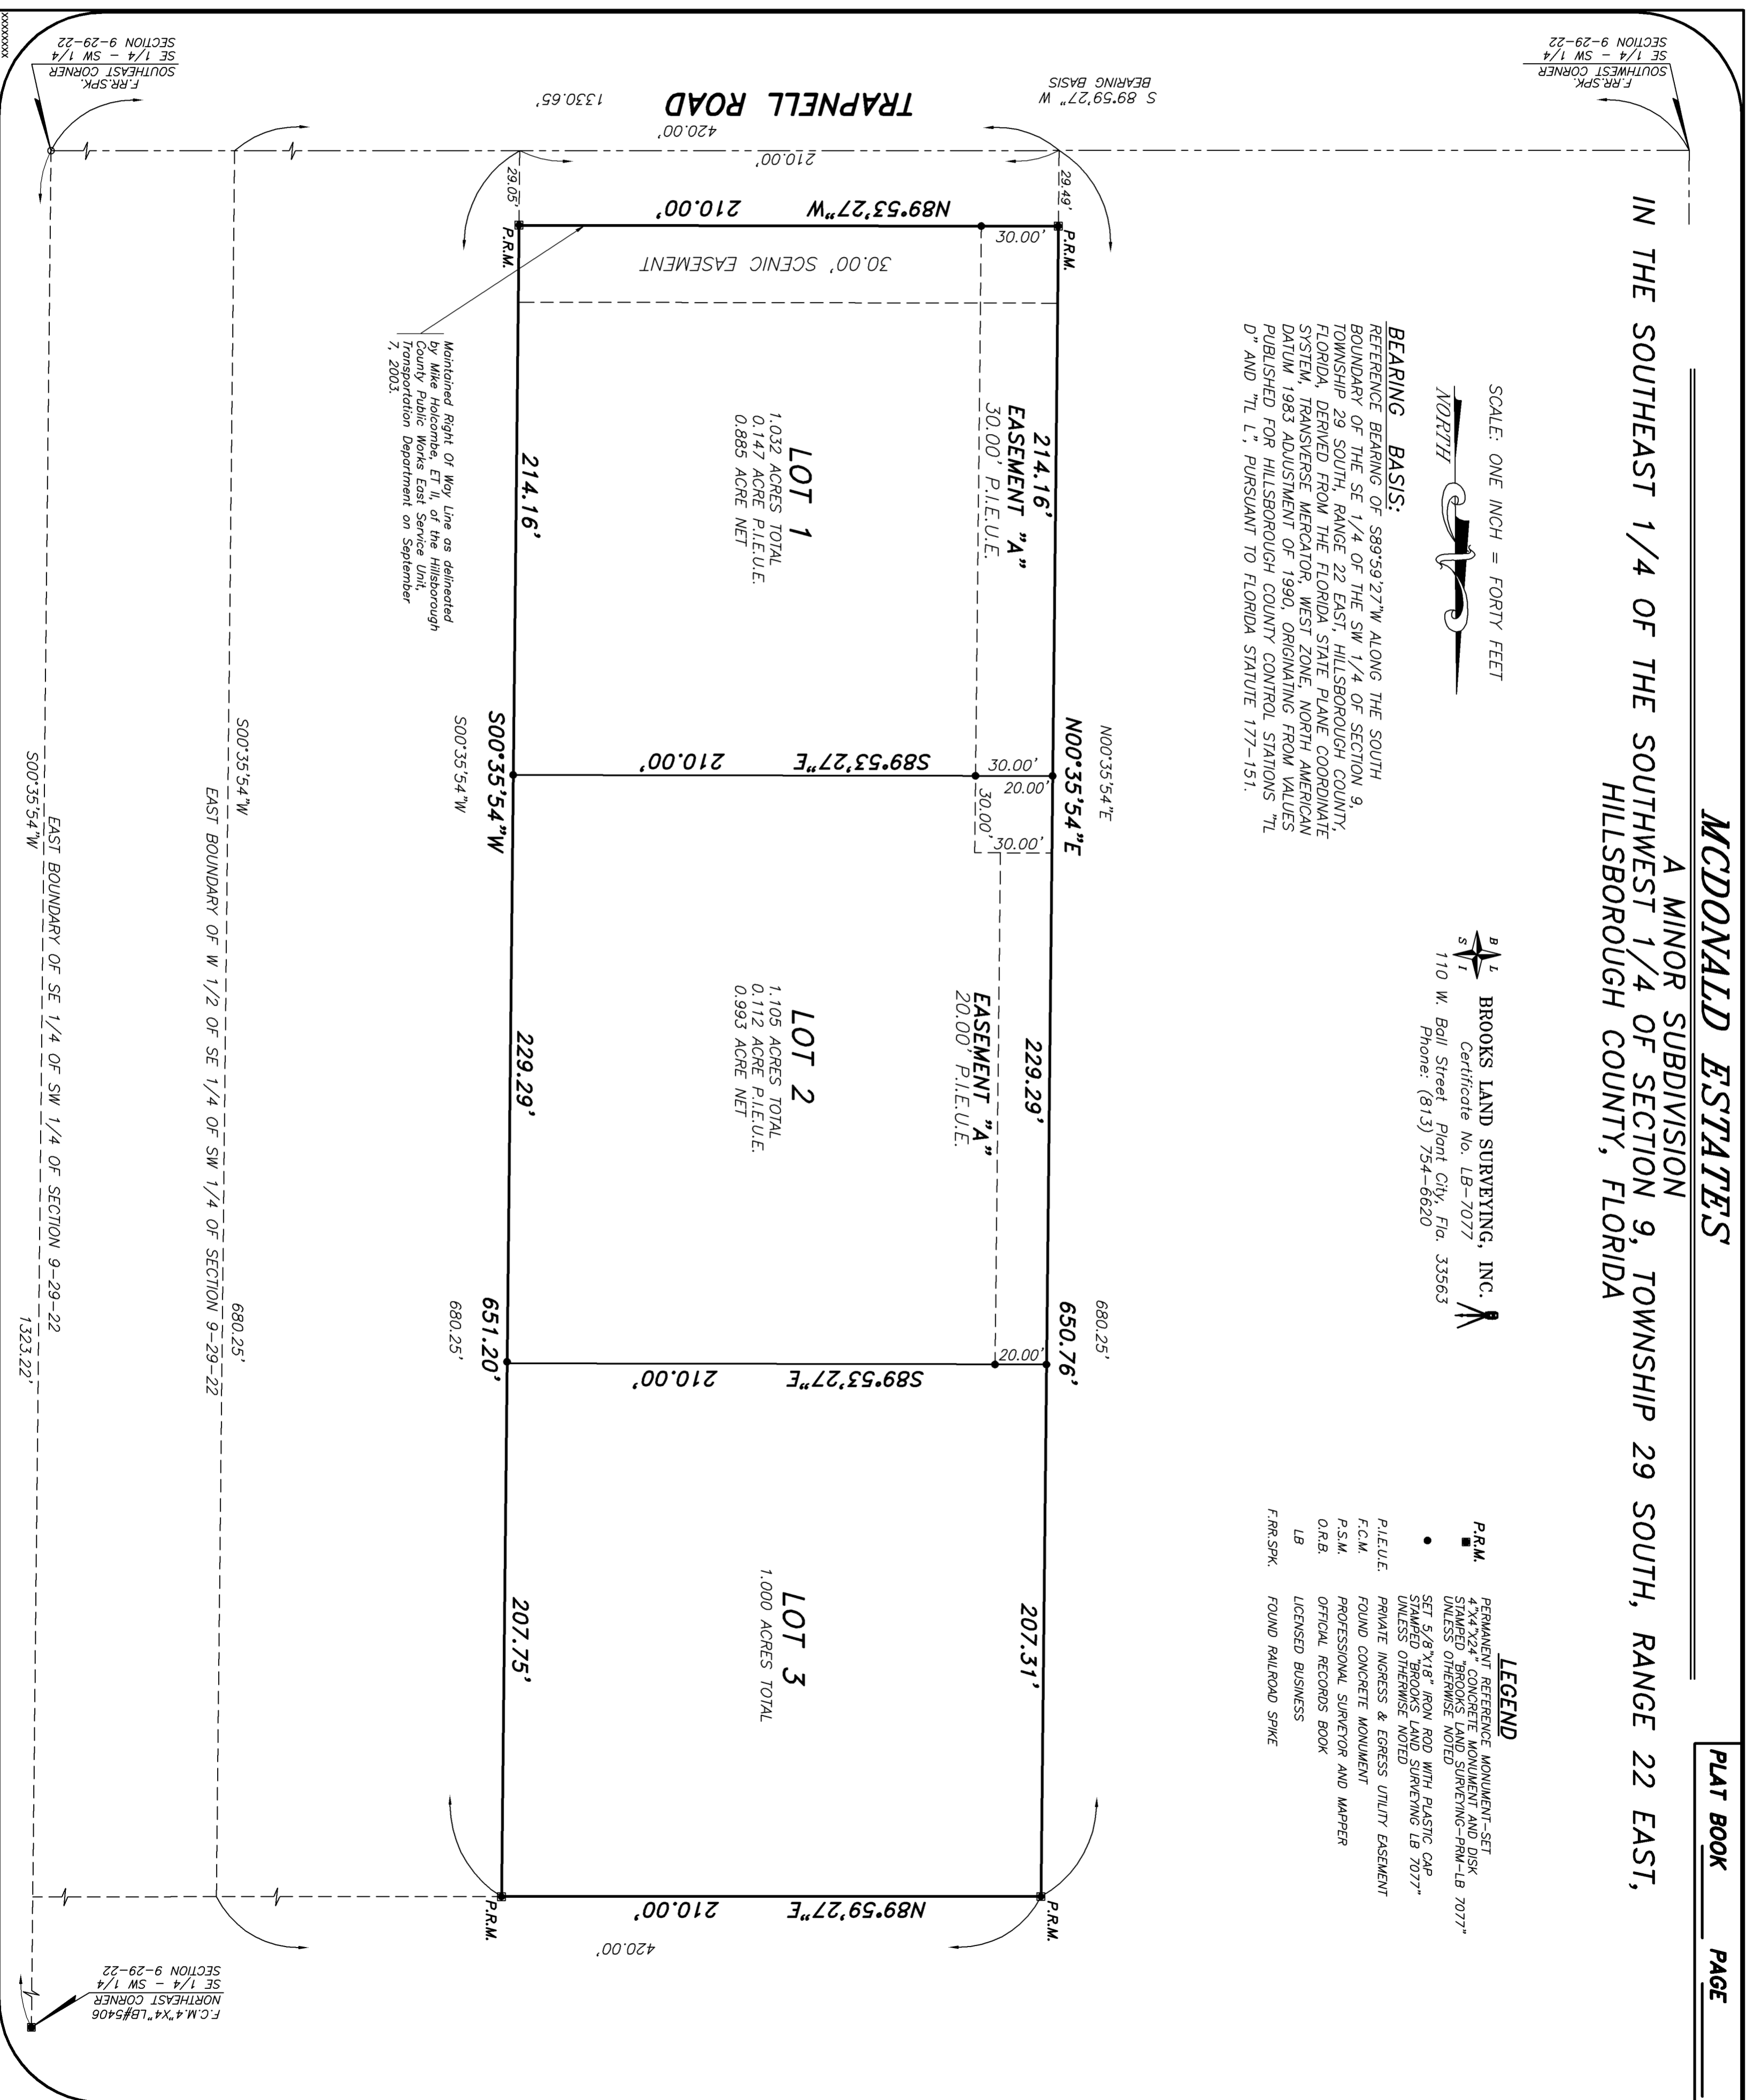 PLAT BOOK ______ PAGE ______
MCDONALD ESTATES
A MINOR SUBDIVISION
IN THE SOUTHEAST 1/4 OF THE SOUTHWEST 1/4 OF SECTION 9, TOWNSHIP 29 SOUTH, RANGE 22 EAST,
HILLSBOROUGH COUNTY, FLORIDA
SCALE: ONE INCH = FORTY FEET
NORTH
B L
S I
BROOKS LAND SURVEYING, INC.
Certificate No. LB-7077
110 W. Ball Street Plant City, Fla. 33563
Phone: (813) 754-6620
LEGEND
P.R.M. PERMANENT REFERENCE MONUMENT-SET
4"X4"X24" CONCRETE MONUMENT AND DISK
STAMPED "BROOKS LAND SURVEYING-PRM-LB 7077"
UNLESS OTHERWISE NOTED
SET 5/8"X18" IRON ROD WITH PLASTIC CAP
STAMPED "BROOKS LAND SURVEYING LB 7077"
UNLESS OTHERWISE NOTED
P.I.E.U.E. PRIVATE INGRESS & EGRESS UTILITY EASEMENT
F.C.M. FOUND CONCRETE MONUMENT
P.S.M. PROFESSIONAL SURVEYOR AND MAPPER
O.R.B. OFFICIAL RECORDS BOOK
LB LICENSED BUSINESS
F.RR.SPK. FOUND RAILROAD SPIKE
BEARING BASIS:
REFERENCE BEARING OF S89°59'27"W ALONG THE SOUTH
BOUNDARY OF THE SE 1/4 OF THE SW 1/4 OF SECTION 9,
TOWNSHIP 29 SOUTH, RANGE 22 EAST, HILLSBOROUGH COUNTY,
FLORIDA, DERIVED FROM THE FLORIDA STATE PLANE COORDINATE
SYSTEM, TRANSVERSE MERCATOR, WEST ZONE, NORTH AMERICAN
DATUM 1983 ADJUSTMENT OF 1990, ORIGINATING FROM VALUES
PUBLISHED FOR HILLSBOROUGH COUNTY CONTROL STATIONS "TL
D" AND "TL L", PURSUANT TO FLORIDA STATUTE 177-151.
F.RR.SPK.
SOUTHWEST CORNER
SE 1/4 - SW 1/4
SECTION 9-29-22
S 89°59'27" W
BEARING BASIS
TRAPNELL ROAD
1330.65'
420.00'
210.00'
29.49'
29.05'
N00°35'54"E
680.25'
P.R.M.
N00°35'54"E
650.76'
P.R.M.
214.16'
229.29'
207.31'
N89°53'27"W 210.00'
30.00'
30.00' SCENIC EASEMENT
EASEMENT "A"
30.00' P.I.E.U.E.
30.00'
20.00'
30.00'
30.00'
EASEMENT "A"
20.00' P.I.E.U.E.
20.00'
LOT 1
1.032 ACRES TOTAL
0.147 ACRE P.I.E.U.E.
0.885 ACRE NET
S89°53'27"E 210.00'
LOT 2
1.105 ACRES TOTAL
0.112 ACRE P.I.E.U.E.
0.993 ACRE NET
S89°53'27"E 210.00'
LOT 3
1.000 ACRES TOTAL
N89°59'27"E 210.00'
420.00'
214.16'
229.29'
207.75'
P.R.M.
S00°35'54"W
651.20'
P.R.M.
S00°35'54"W
680.25'
Maintained Right Of Way Line as delineated
by Mike Holcombe, ET II, of the Hillsborough
County Public Works East Service Unit,
Transportation Department on September
7, 2003.
S00°35'54"W
680.25'
EAST BOUNDARY OF W 1/2 OF SE 1/4 OF SW 1/4 OF SECTION 9-29-22
EAST BOUNDARY OF SE 1/4 OF SW 1/4 OF SECTION 9-29-22
S00°35'54"W
1323.22'
F.RR.SPK.
SOUTHEAST CORNER
SE 1/4 - SW 1/4
SECTION 9-29-22
F.C.M.4"X4"LB#5406
NORTHEAST CORNER
SE 1/4 - SW 1/4
SECTION 9-29-22